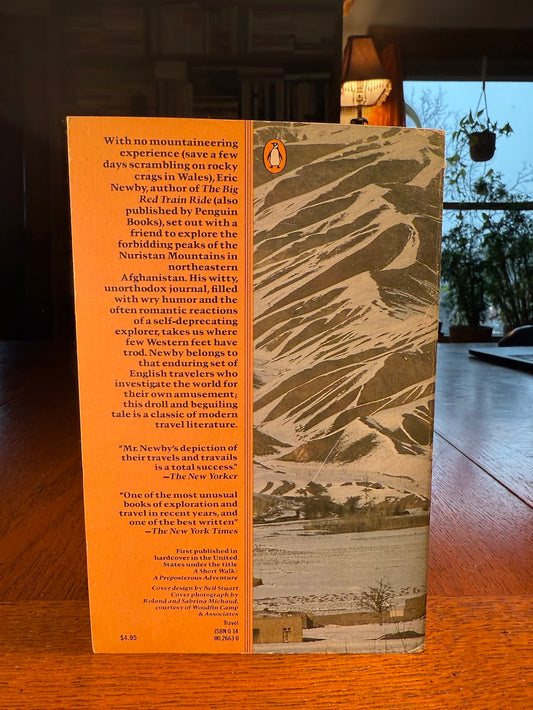 With no mountaineering
experience (save a few
days scrambling on rocky
crags in Wales), Eric
Newby, author of The Big
Red Train Ride (also
published by Penguin
Books), set out with a
friend to explore the
forbidding peaks of the
Nuristan Mountains in
northeastern
Afghanistan. His witty,
unorthodox journal, filled
with wry humor and the
often romantic reactions
of a self-deprecating
explorer, takes us where
few Western feet have
trod. Newby belongs to
that enduring set of
English travelers who
investigate the world for
their own amusement;
this droll and beguiling
tale is a classic of modern
travel literature.
“Mr. Newby’s depiction of
their travels and travails
is a total success.”
—The New Yorker
“One of the most unusual
books of exploration and
travel in recent years, and
one of the best written”
—The New York Times
First published in
hardcover in the United
States under the title
A Short Walk:
A Preposterous Adventure
Cover design by Neil Stuart
Cover photograph by
Roland and Sabrina Michaud,
courtesy of Woodfin Camp
& Associates
Travel
ISBN 0 14
$4.95 00.2663 0